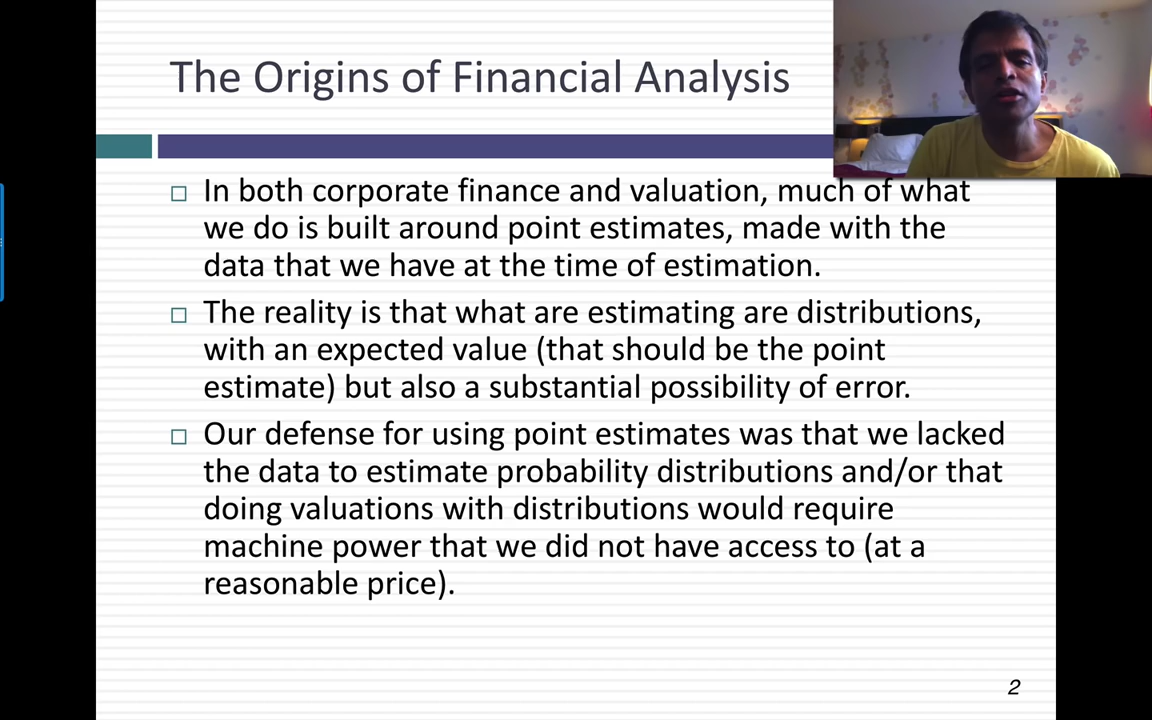 The Origins of Financial Analysis
In both corporate finance and valuation, much of what
we do is built around point estimates, made with the
data that we have at the time of estimation.
The reality is that what are estimating are distributions,
with an expected value (that should be the point
estimate) but also a substantial possibility of error.
Our defense for using point estimates was that we lacked
the data to estimate probability distributions and/or that
doing valuations with distributions would require
machine power that we did not have access to (at a
reasonable price).
2